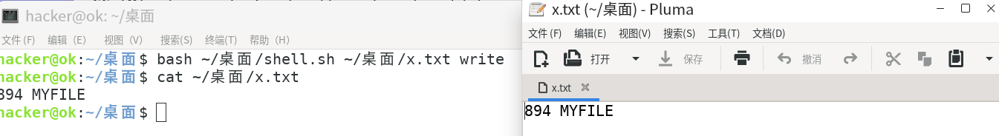 hacker@ok: ~/桌面
文件 (F) 编辑 (E) 视图 (V) 搜索(S) 终端(T) 帮助 (H)
hacker@ok:~/桌面$ bash ~/桌面/shell.sh ~/桌面/x.txt write
hacker@ok:~/桌面$ cat ~/桌面/x.txt
894 MYFILE
hacker@ok:~/桌面$
x.txt (~/桌面) - Pluma
文件 (F) 编辑(E) 视图(V) 搜索(S) 工具(T) 文档(D)
打开 保存 撤消
x.txt
894 MYFILE